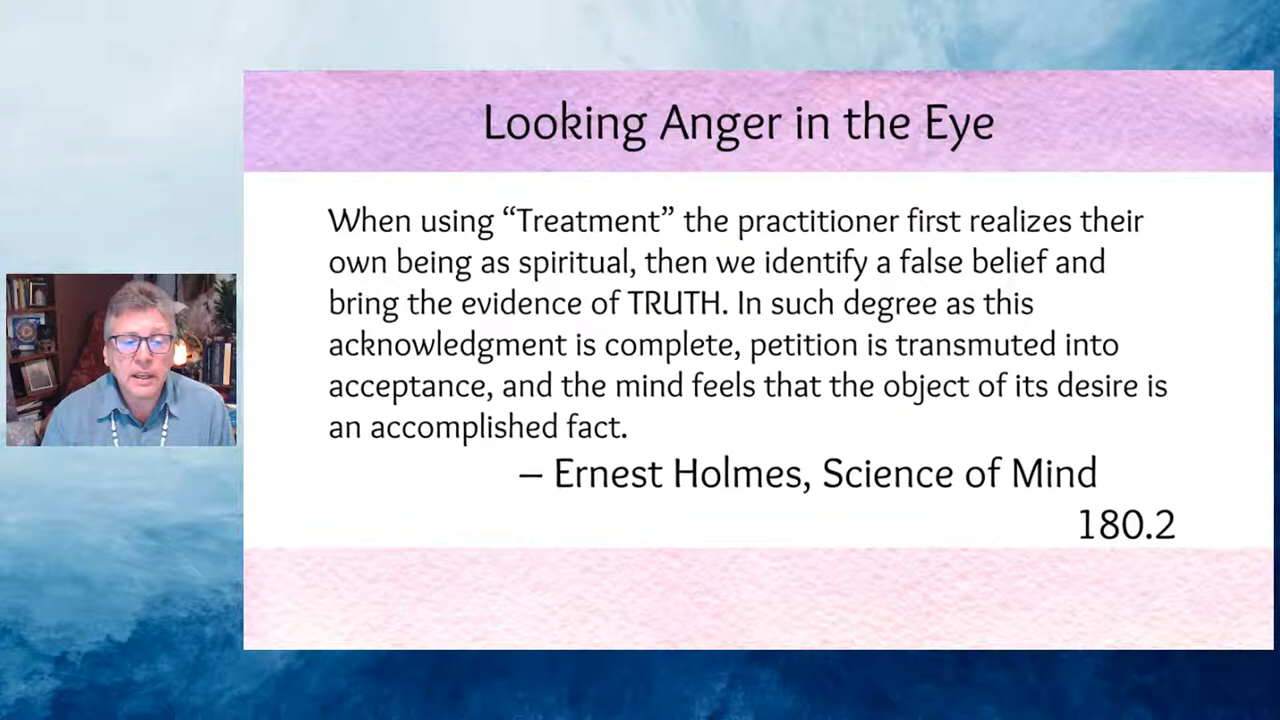 Looking Anger in the Eye
When using “Treatment” the practitioner first realizes their
own being as spiritual, then we identify a false belief and
bring the evidence of TRUTH. In such degree as this
acknowledgment is complete, petition is transmuted into
acceptance, and the mind feels that the object of its desire is
an accomplished fact.
– Ernest Holmes, Science of Mind
180.2